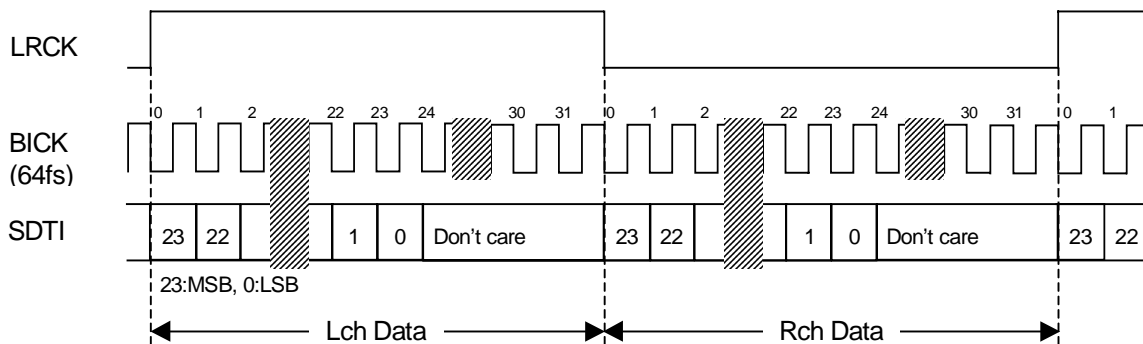 LRCK
0 1 2 22 23 24 30 31 0 1 2 22 23 24 30 31 0 1
BICK
(64fs)
SDTI 23 22 1 0 Don't care 23 22 1 0 Don't care 23 22
23:MSB, 0:LSB
Lch Data Rch Data